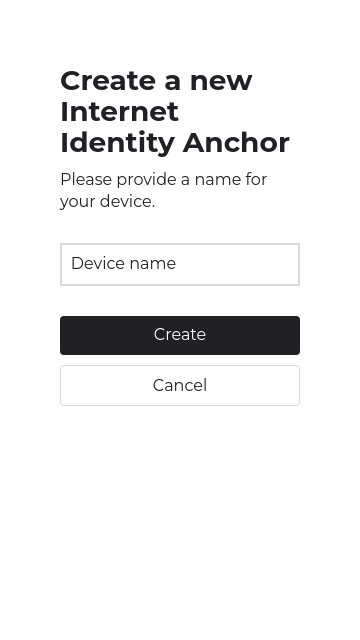 Create a new
Internet
Identity Anchor
Please provide a name for
your device.
Device name
Create
Cancel